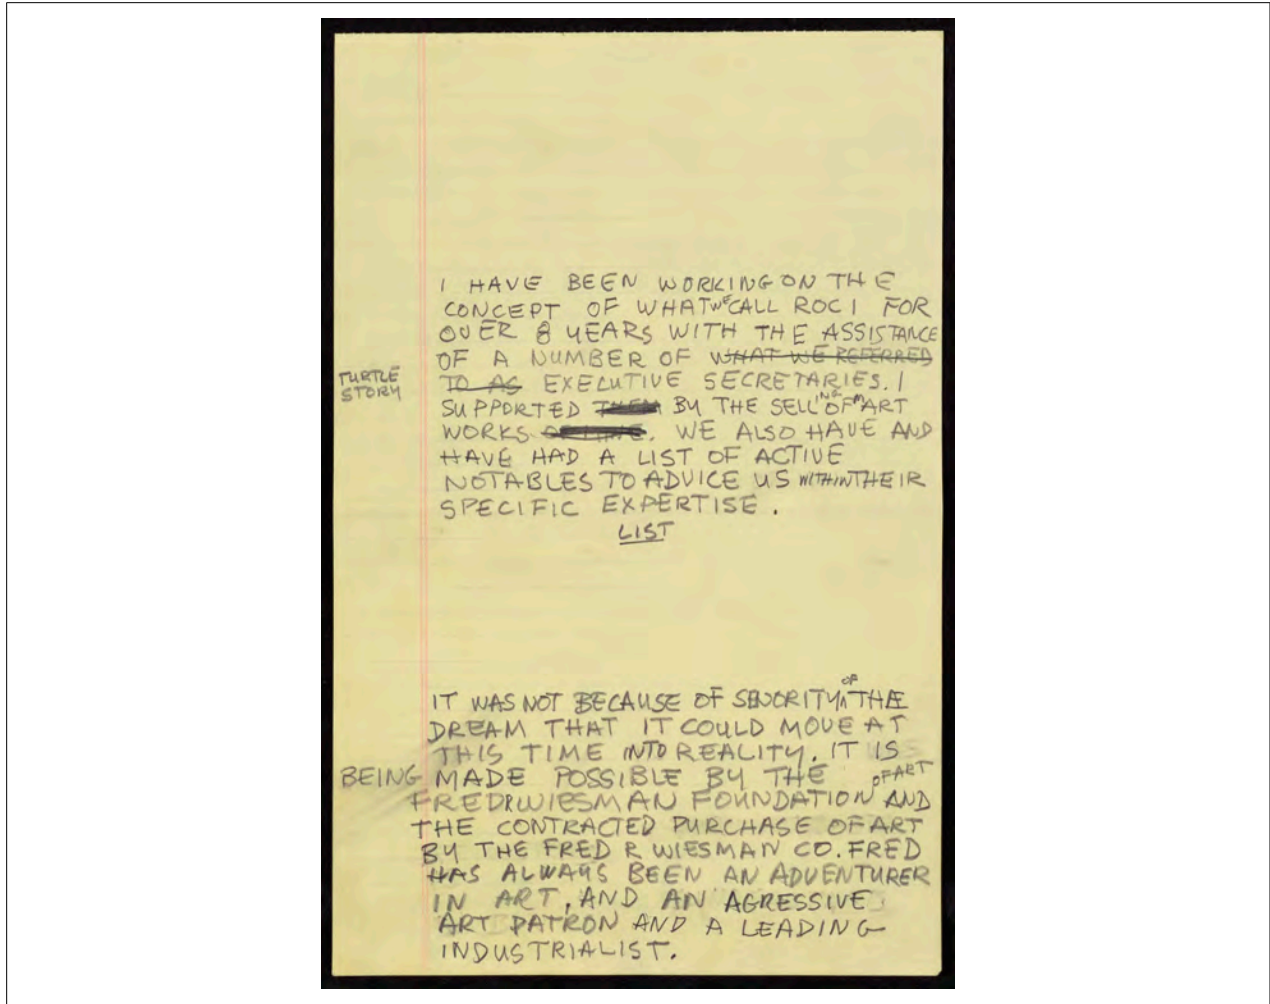 I HAVE BEEN WORKING ON THE
CONCEPT OF WHAT WE CALL ROCI FOR
OVER 8 YEARS WITH THE ASSISTANCE
OF A NUMBER OF WHAT WE REFERRED
TURTLE
STORY
TO AS EXECUTIVE SECRETARIES. I
SUPPORTED THEM BY THE SELLING OF MY ART
WORKS. WE ALSO HAVE AND
HAVE HAD A LIST OF ACTIVE
NOTABLES TO ADVICE US WITHIN THEIR
SPECIFIC EXPERTISE.
LIST
IT WAS NOT BECAUSE OF SENORITY OF THE
DREAM THAT IT COULD MOVE AT
THIS TIME INTO REALITY. IT IS
BEING MADE POSSIBLE BY THE
FRED R WIESMAN FOUNDATION OF ART AND
THE CONTRACTED PURCHASE OF ART
BY THE FRED R WIESMAN CO. FRED
HAS ALWAYS BEEN AN ADVENTURER
IN ART, AND AN AGRESSIVE
ART PATRON AND A LEADING
INDUSTRIALIST.